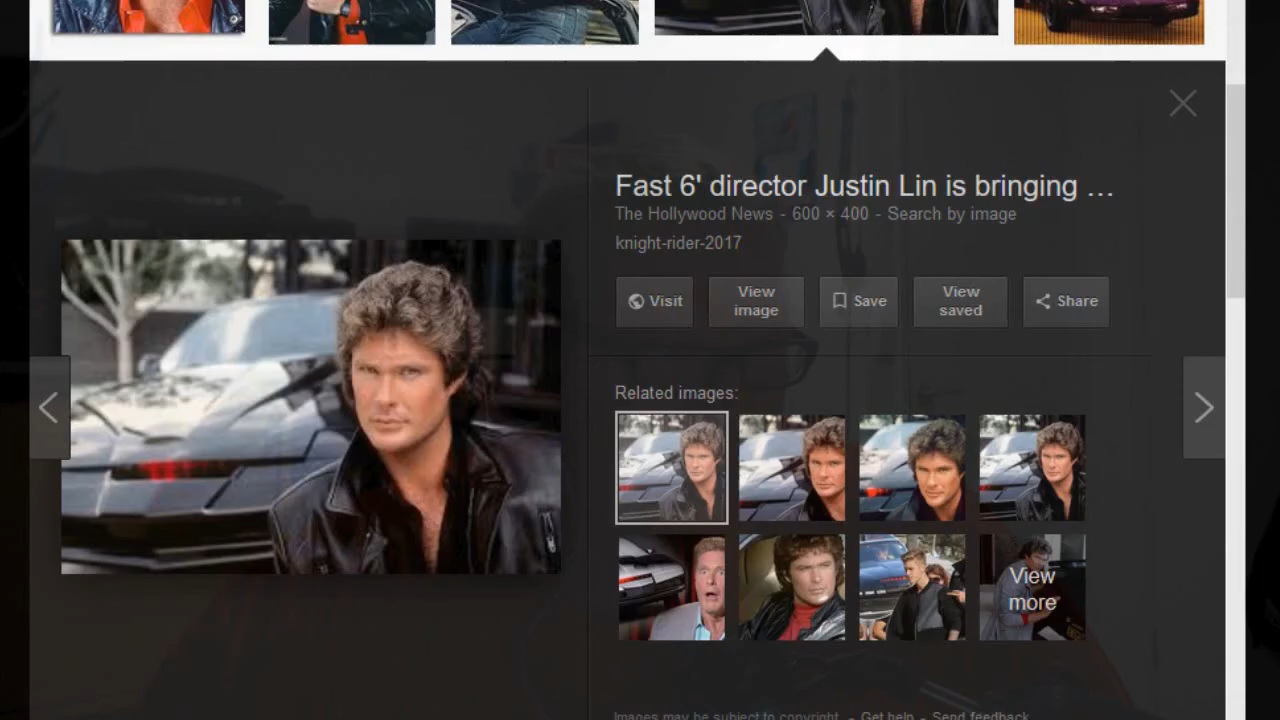 Fast 6' director Justin Lin is bringing ...
The Hollywood News - 600 × 400 - Search by image
knight-rider-2017
Visit
View
image
Save
View
saved
Share
Related images:
View
more
Images may be subject to copyright. - Get help - Send feedback